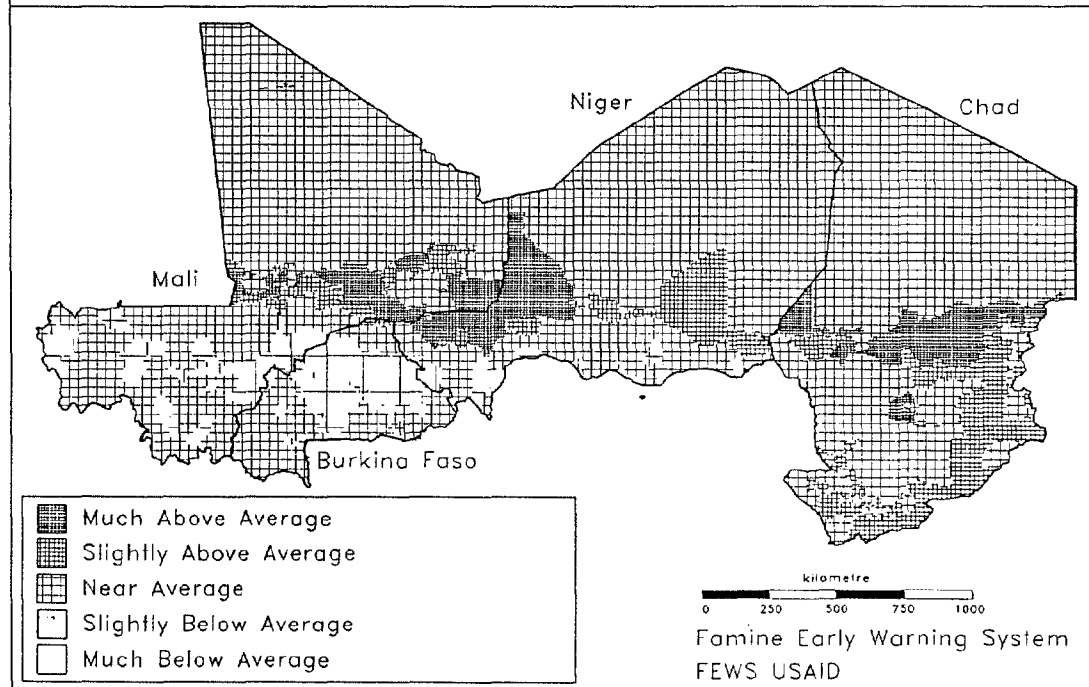 Niger
Chad
Mali
Burkina Faso
Much Above Average
Slightly Above Average
Near Average
Slightly Below Average
Much Below Average
kilometre
0 250 500 750 1000
Famine Early Warning System
FEWS USAID